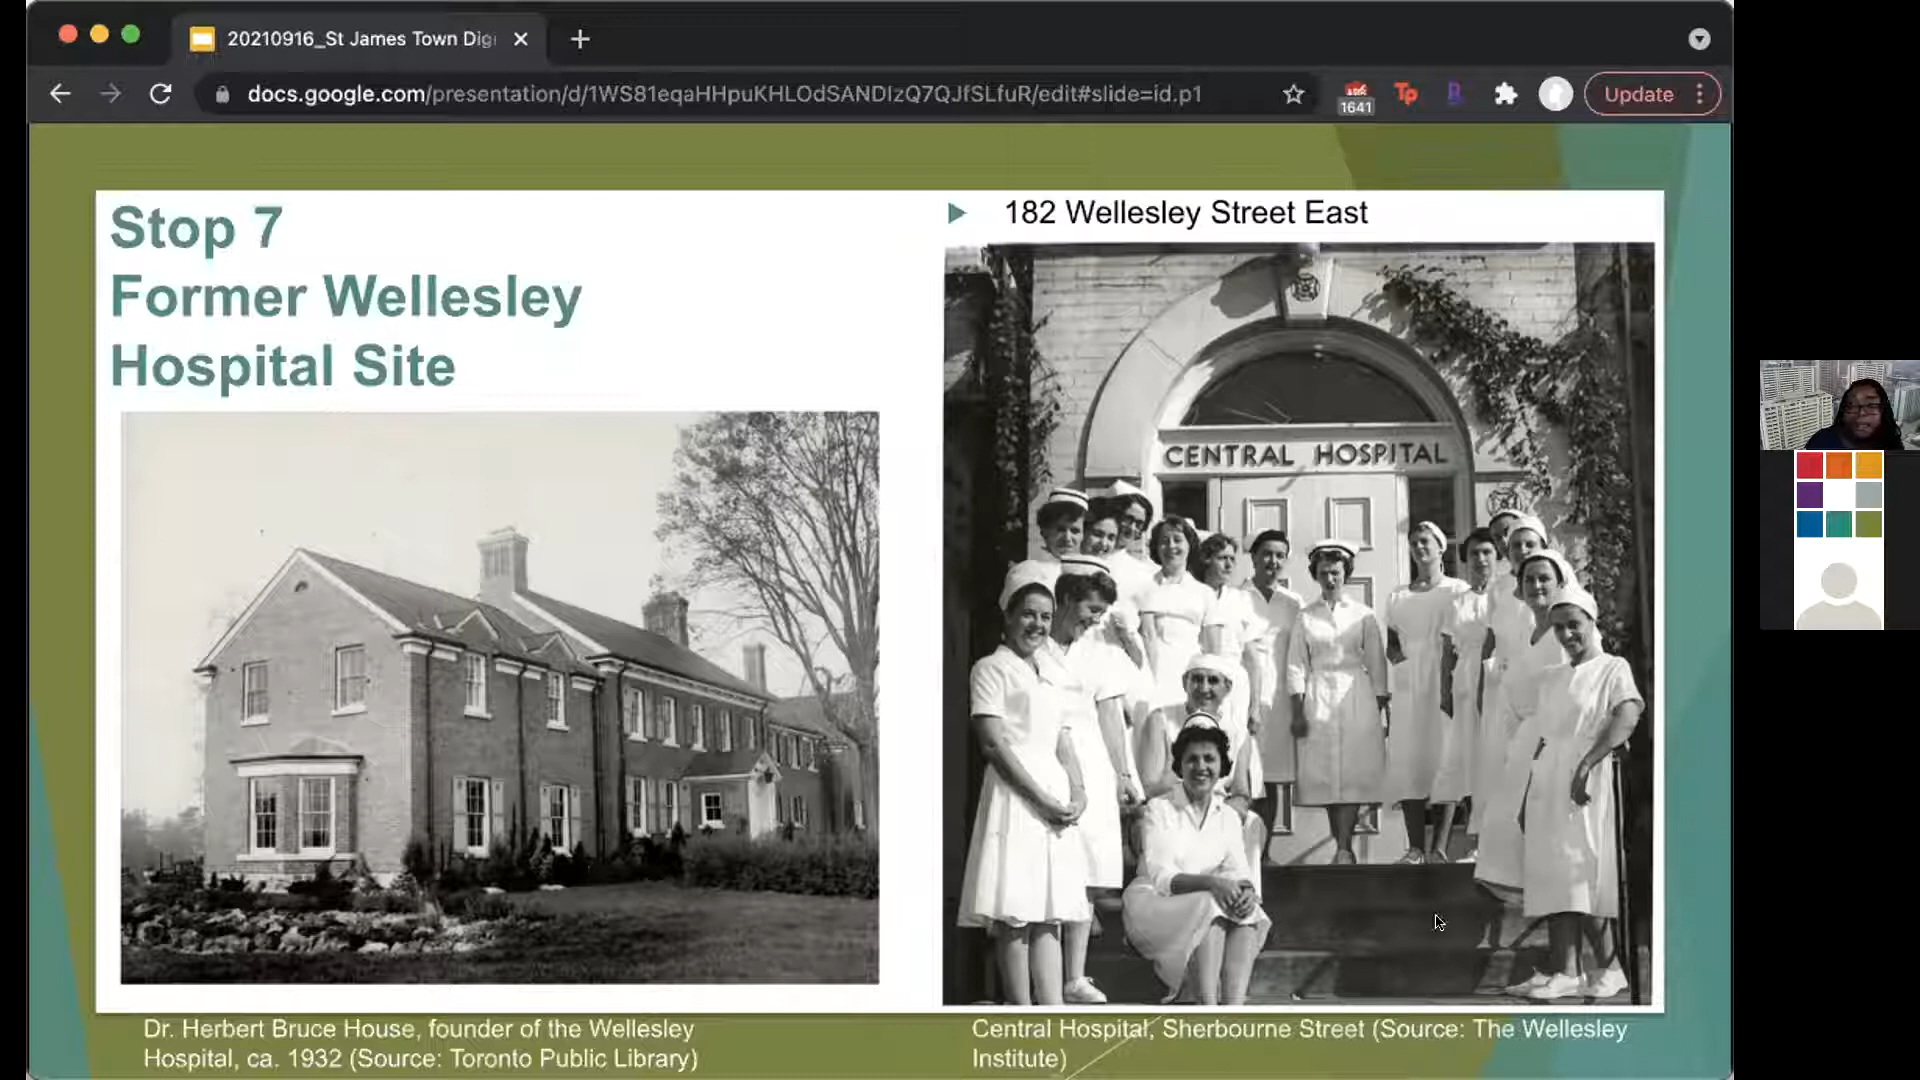 20210916_St James Town Dig
docs.google.com/presentation/d/1WS81eqaHHpuKHLOdSANDIzQ7QJfSLfuR/edit#slide=id.p1
1641
Tp
Update
Stop 7
Former Wellesley
Hospital Site
182 Wellesley Street East
CENTRAL HOSPITAL
Dr. Herbert Bruce House, founder of the Wellesley
Hospital, ca. 1932 (Source: Toronto Public Library)
Central Hospital, Sherbourne Street (Source: The Wellesley
Institute)